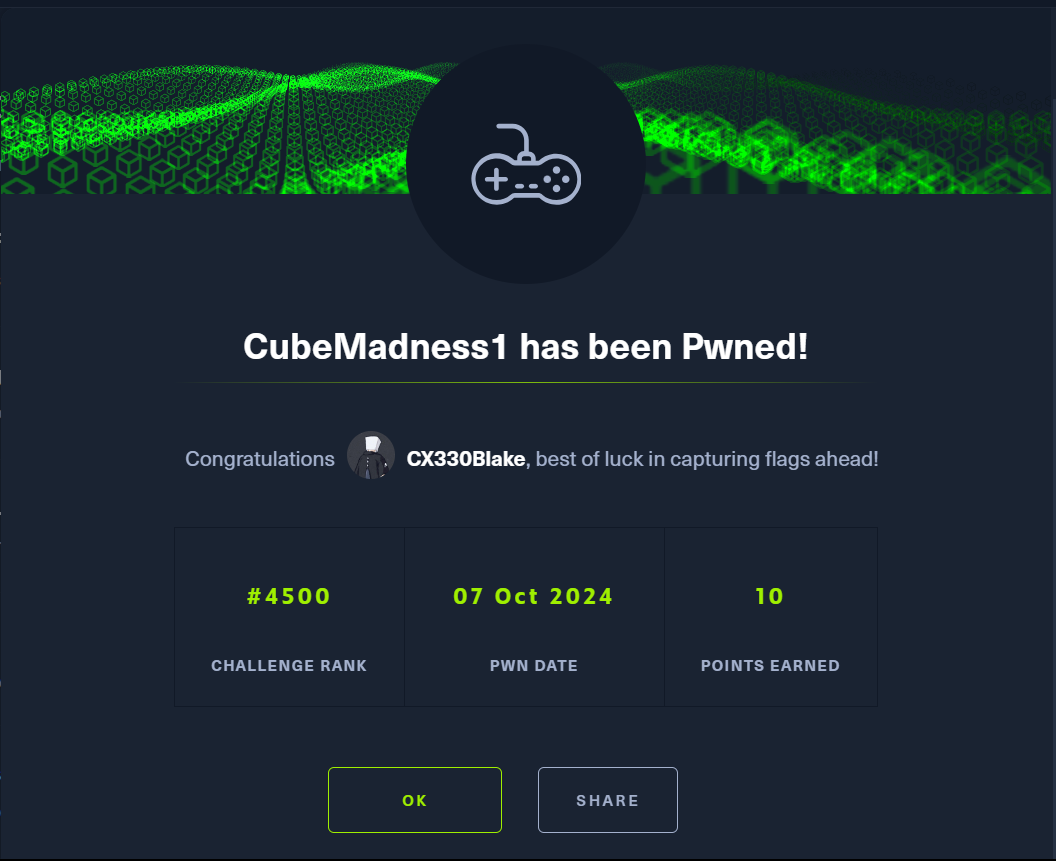 CubeMadness1 has been Pwned!
Congratulations CX330Blake, best of luck in capturing flags ahead!
#4500 07 Oct 2024 10
CHALLENGE RANK PWN DATE POINTS EARNED
OK SHARE